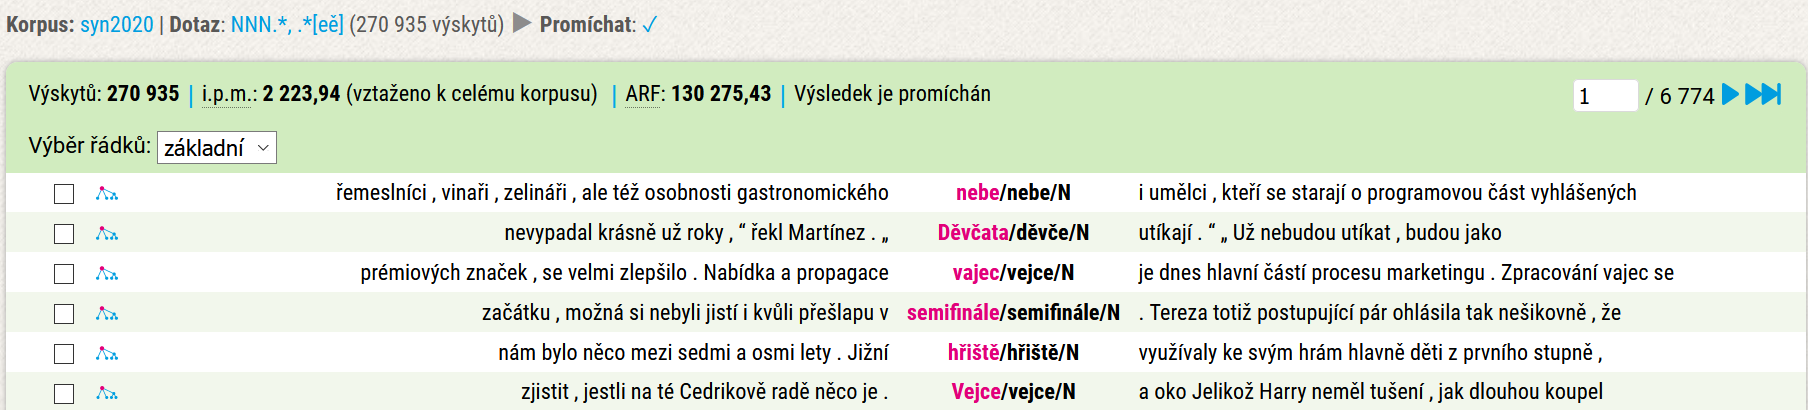 Korpus: syn2020 | Dotaz: NNN.*, .*[eě] (270 935 výskytů) ▶ Promíchat: ✓
Výskytů: 270 935 | i.p.m.: 2 223,94 (vztaženo k celému korpusu) | ARF: 130 275,43 | Výsledek je promíchán 1 / 6 774
Výběr řádků: základní
řemeslníci , vinaři , zelináři , ale též osobnosti gastronomického nebe/nebe/N i umělci , kteří se starají o programovou část vyhlášených
nevypadal krásně už roky , “ řekl Martínez . „ Děvčata/děvče/N utíkají . “ „ Už nebudou utíkat , budou jako
prémiových značek , se velmi zlepšilo . Nabídka a propagace vajec/vejce/N je dnes hlavní částí procesu marketingu . Zpracování vajec se
začátku , možná si nebyli jistí i kvůli přešlapu v semifinále/semifinále/N . Tereza totiž postupující pár ohlásila tak nešikovně , že
nám bylo něco mezi sedmi a osmi lety . Jižní hřiště/hřiště/N využívaly ke svým hrám hlavně děti z prvního stupně ,
zjistit , jestli na té Cedrikově radě něco je . Vejce/vejce/N a oko Jelikož Harry neměl tušení , jak dlouhou koupel